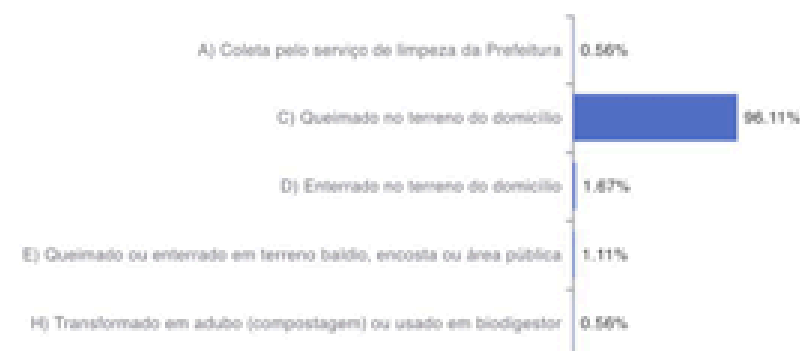 A) Coleta pelo serviço de limpeza da Prefeitura 0.56%
C) Queimado no terreno do domicílio 96.11%
D) Enterrado no terreno do domicílio 1.67%
E) Queimado ou enterrado em terreno baldio, encosta ou área pública 1.11%
H) Transformado em adubo (compostagem) ou usado em biodigestor 0.56%